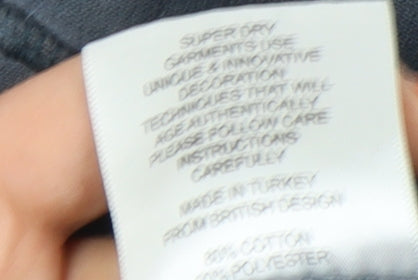 SUPER DRY
GARMENTS USE
UNIQUE & INNOVATIVE
DECORATION
TECHNIQUES THAT WILL
AGE AUTHENTICALLY
PLEASE FOLLOW CARE
INSTRUCTIONS
CAREFULLY
MADE IN TURKEY
FROM BRITISH DESIGN
COTTON
POLYESTER